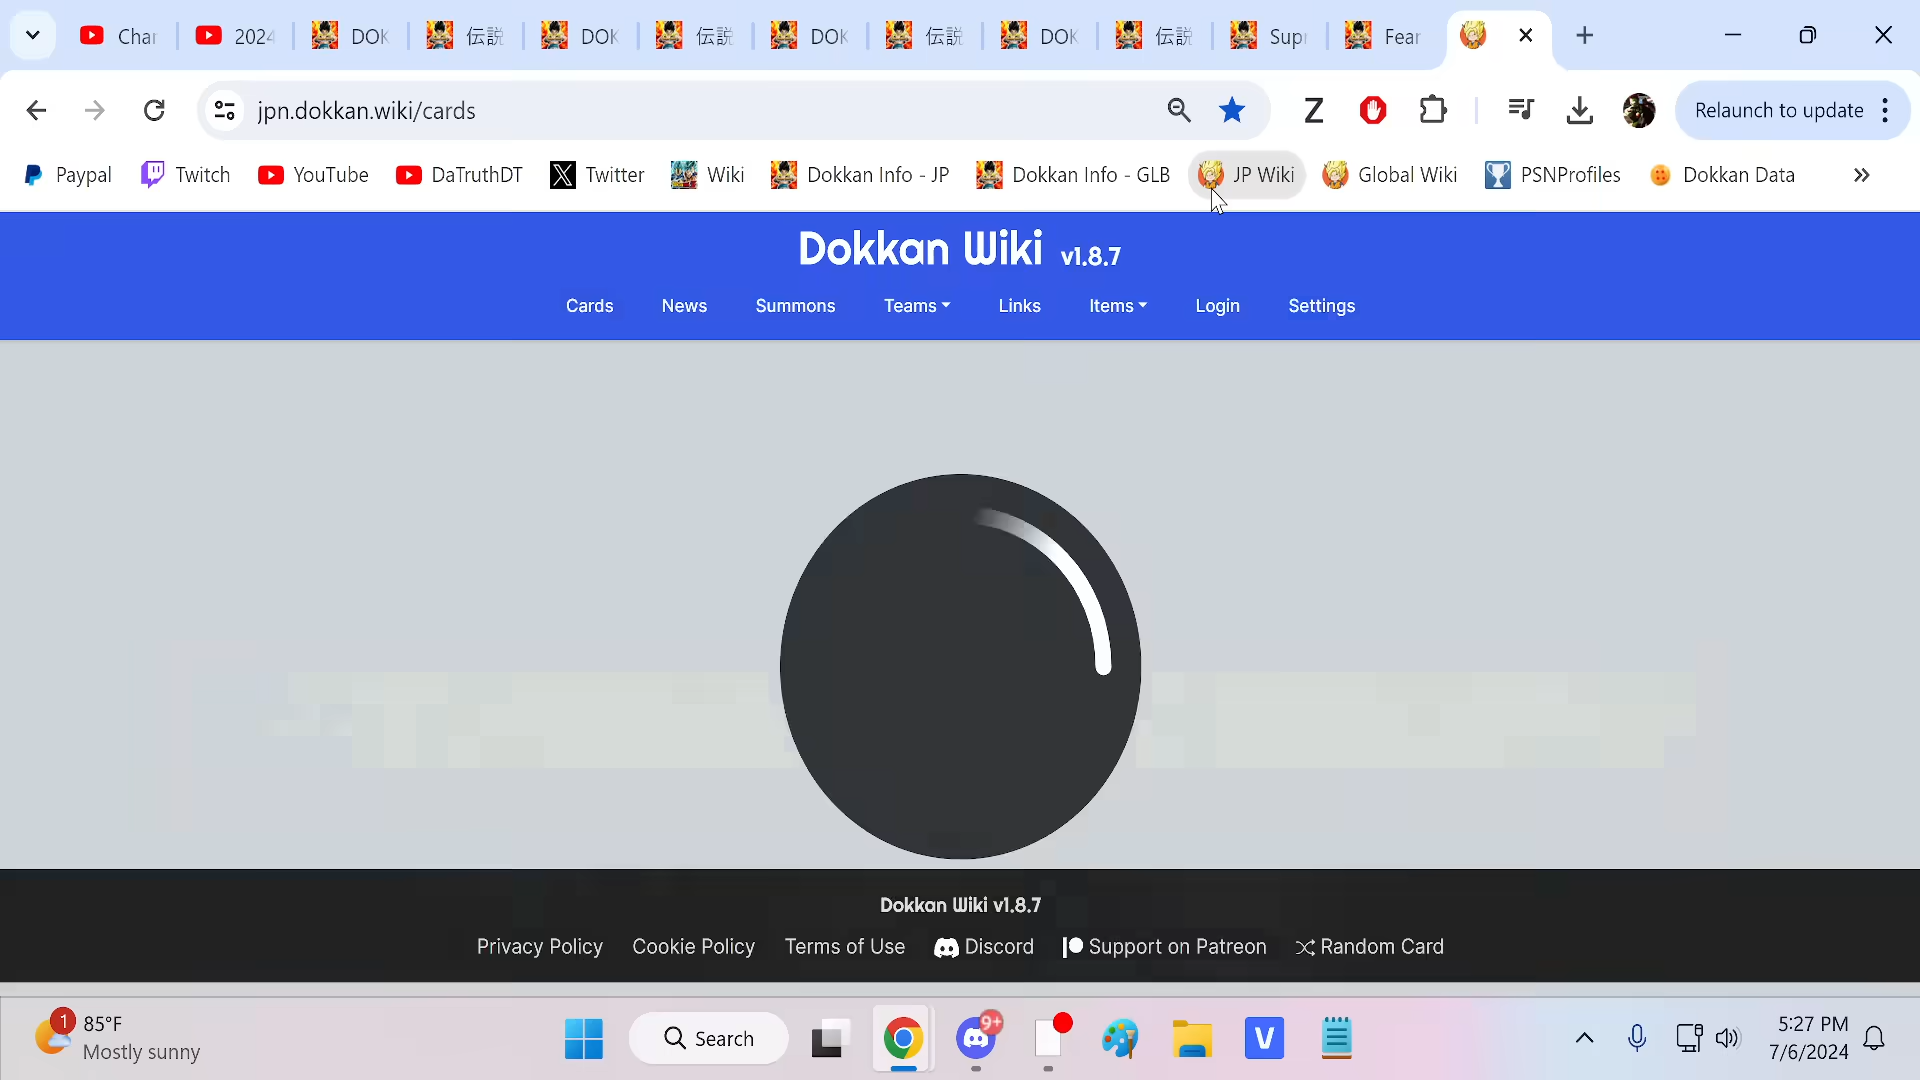 Char 2024 DOK 伝説 DOK 伝説 DOK 伝説 DOK 伝説 Supr Fear
jpn.dokkan.wiki/cards Z Relaunch to update
Paypal Twitch YouTube DaTruthDT Twitter Wiki Dokkan Info - JP Dokkan Info - GLB JP Wiki Global Wiki PSNProfiles Dokkan Data »
Dokkan Wiki v1.8.7
Cards News Summons Teams Links Items Login Settings
Dokkan Wiki v1.8.7
Privacy Policy Cookie Policy Terms of Use Discord Support on Patreon Random Card
1 85°F
Mostly sunny
Search
9+
V
5:27 PM
7/6/2024